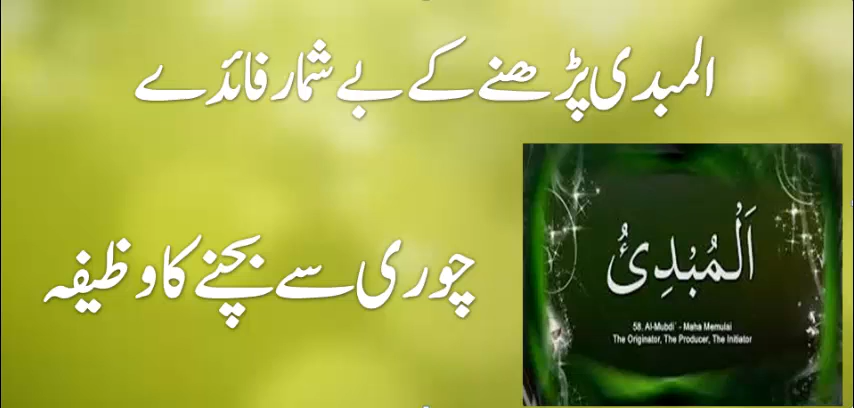 المبدی پڑھنے کے بے شمار فائدے
چوری سے بچنے کا وظیفہ
اَلْمُبْدِئُ
58. Al-Mubdi` - Maha Memulai
The Originator, The Producer, The Initiator